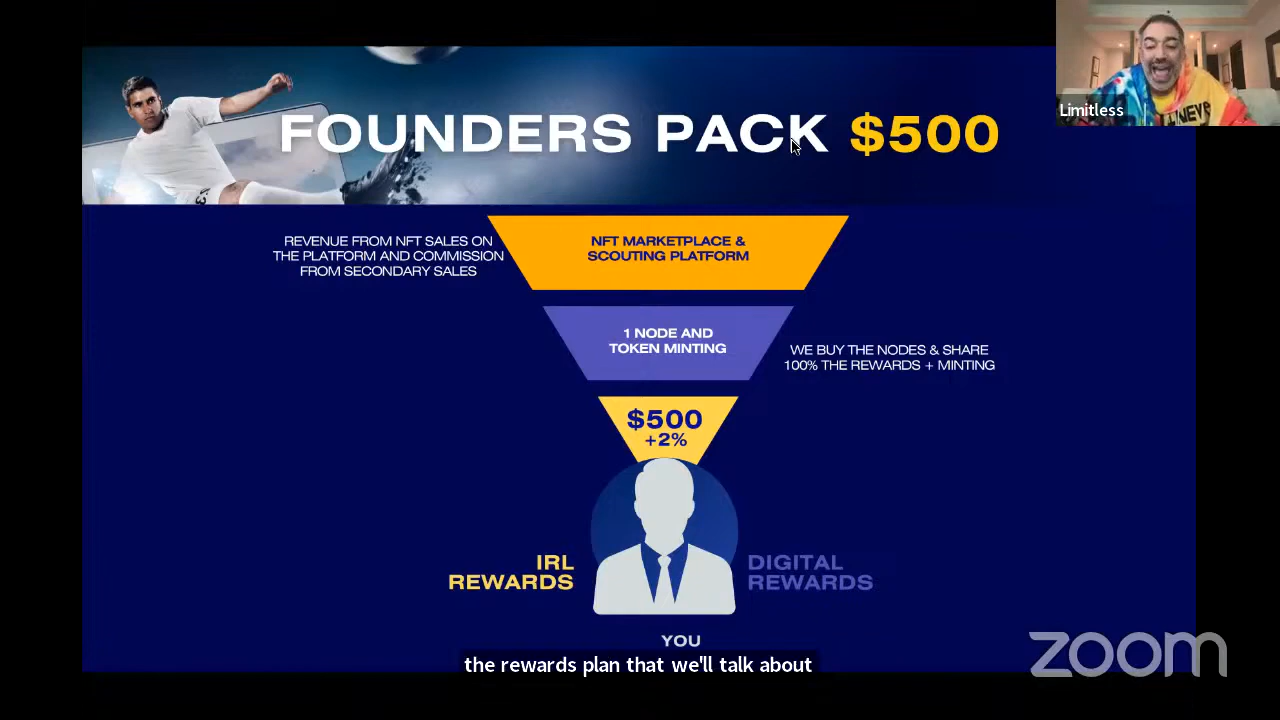 FOUNDERS PACK $500
Limitless
REVENUE FROM NFT SALES ON
THE PLATFORM AND COMMISSION
FROM SECONDARY SALES
NFT MARKETPLACE &
SCOUTING PLATFORM
1 NODE AND
TOKEN MINTING
WE BUY THE NODES & SHARE
100% THE REWARDS + MINTING
$500
+2%
IRL
REWARDS
DIGITAL
REWARDS
YOU
the rewards plan that we'll talk about
zoom